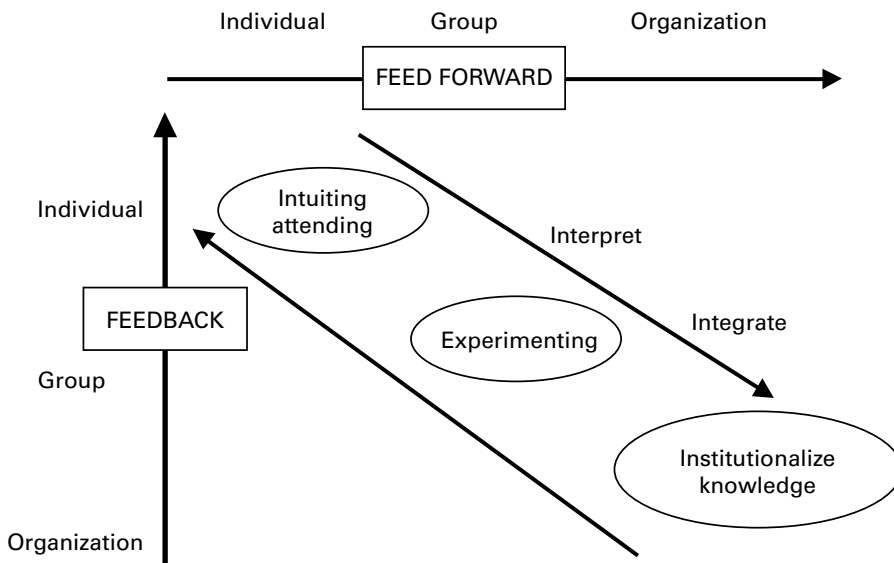 Individual Group Organization
FEED FORWARD
Individual
Intuiting
attending
Interpret
FEEDBACK
Integrate
Experimenting
Group
Institutionalize
knowledge
Organization